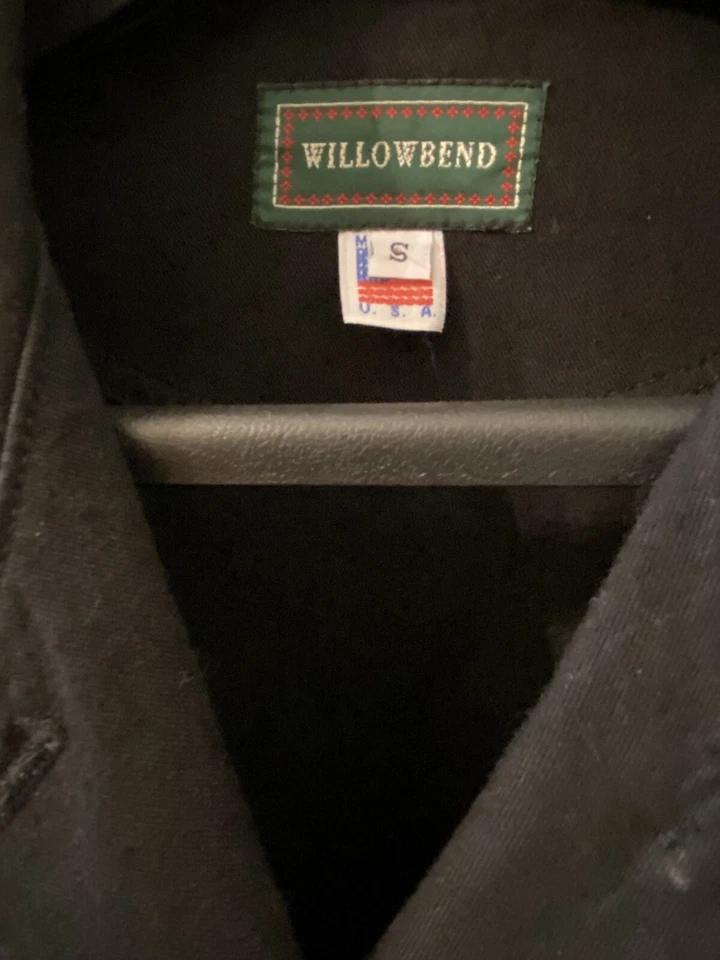 WILLOWBEND
S
U. S. A.